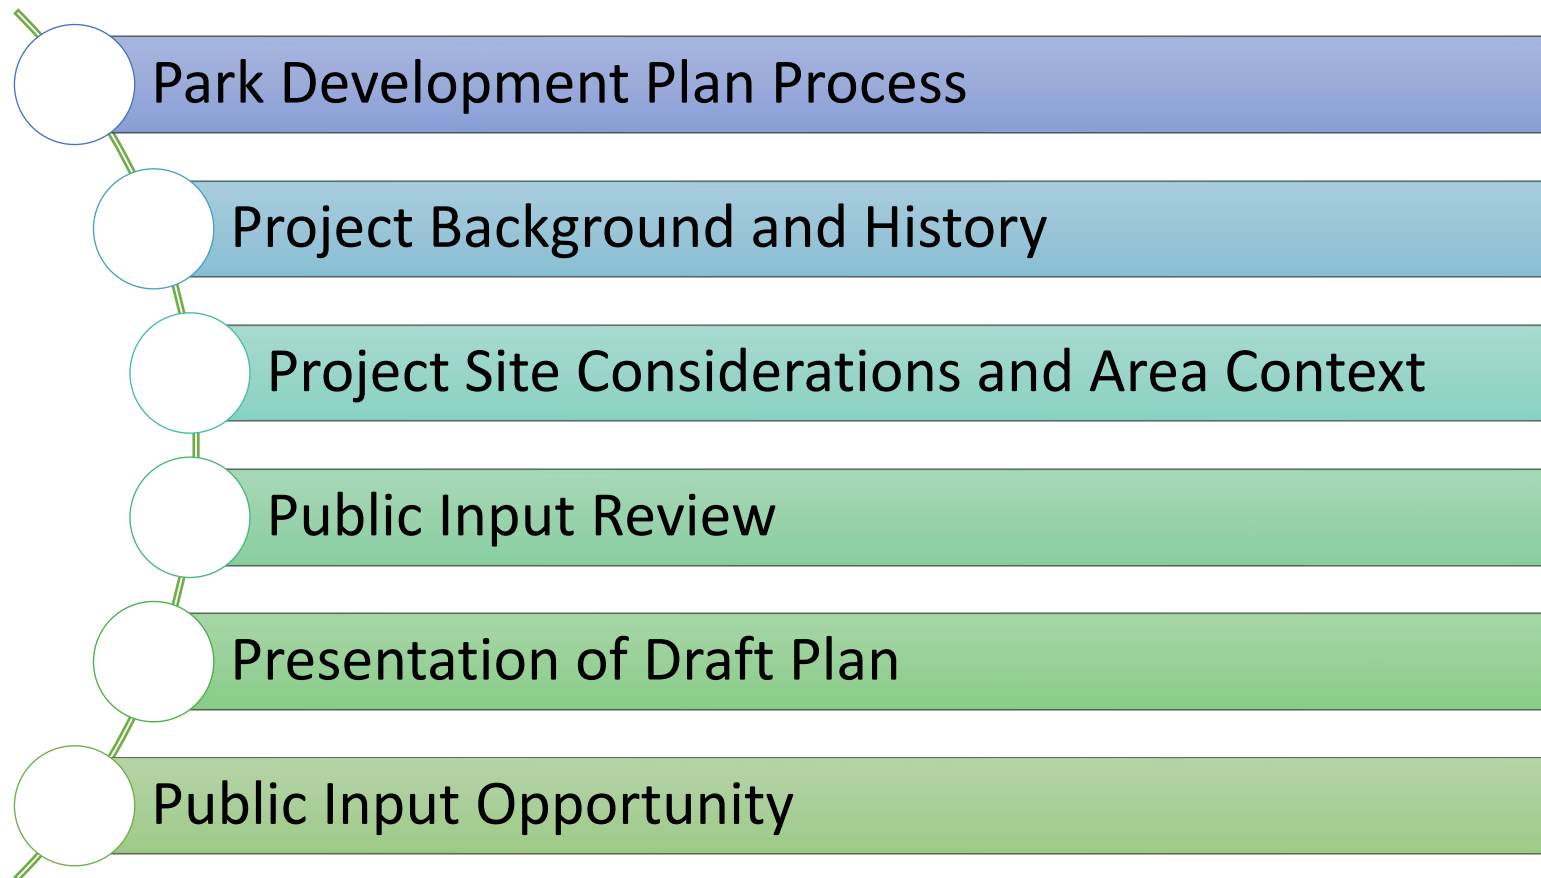 Park Development Plan Process
Project Background and History
Project Site Considerations and Area Context
Public Input Review
Presentation of Draft Plan
Public Input Opportunity